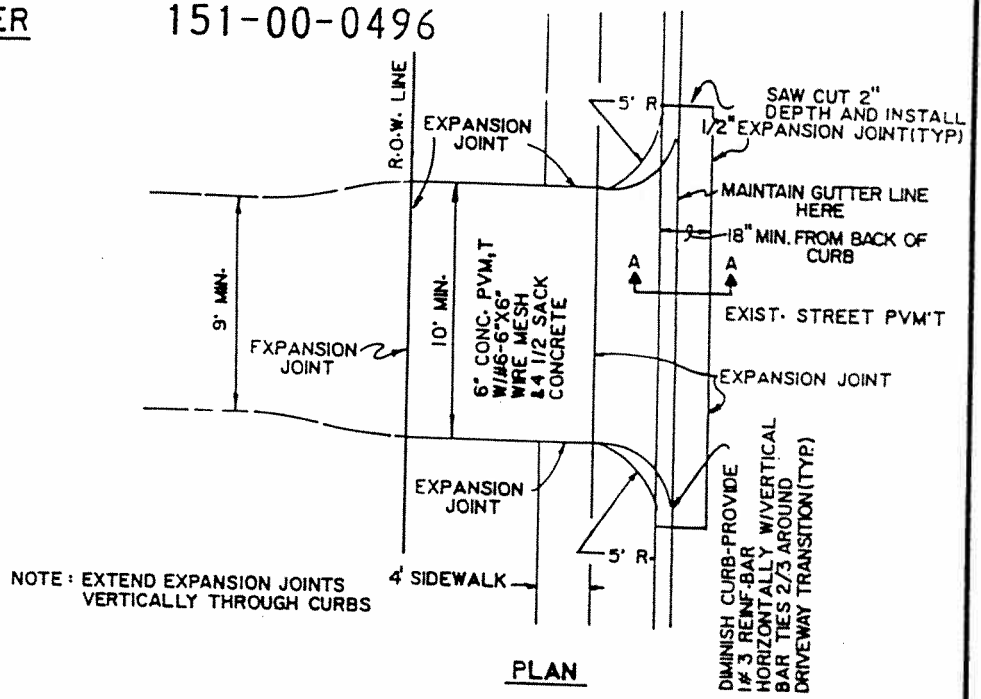 ER
151-00-0496
R.O.W. LINE
EXPANSION
JOINT
5' R
SAW CUT 2"
DEPTH AND INSTALL
1/2" EXPANSION JOINT(TYP)
MAINTAIN GUTTER LINE
HERE
18" MIN. FROM BACK OF
CURB
A
A
EXIST. STREET PVM'T
9' MIN.
10' MIN.
6" CONC. PVM,T
W/#6-6"X6"
WIRE MESH
&4 1/2 SACK
CONCRETE
EXPANSION
JOINT
EXPANSION JOINT
EXPANSION
JOINT
5' R.
4' SIDEWALK
NOTE: EXTEND EXPANSION JOINTS
VERTICALLY THROUGH CURBS
DIMINISH CURB-PROVIDE
1# 3 REINF.BAR
HORIZONTALLY W/VERTICAL
BAR TIES 2/3 AROUND
DRIVEWAY TRANSITION(TYP.)
PLAN